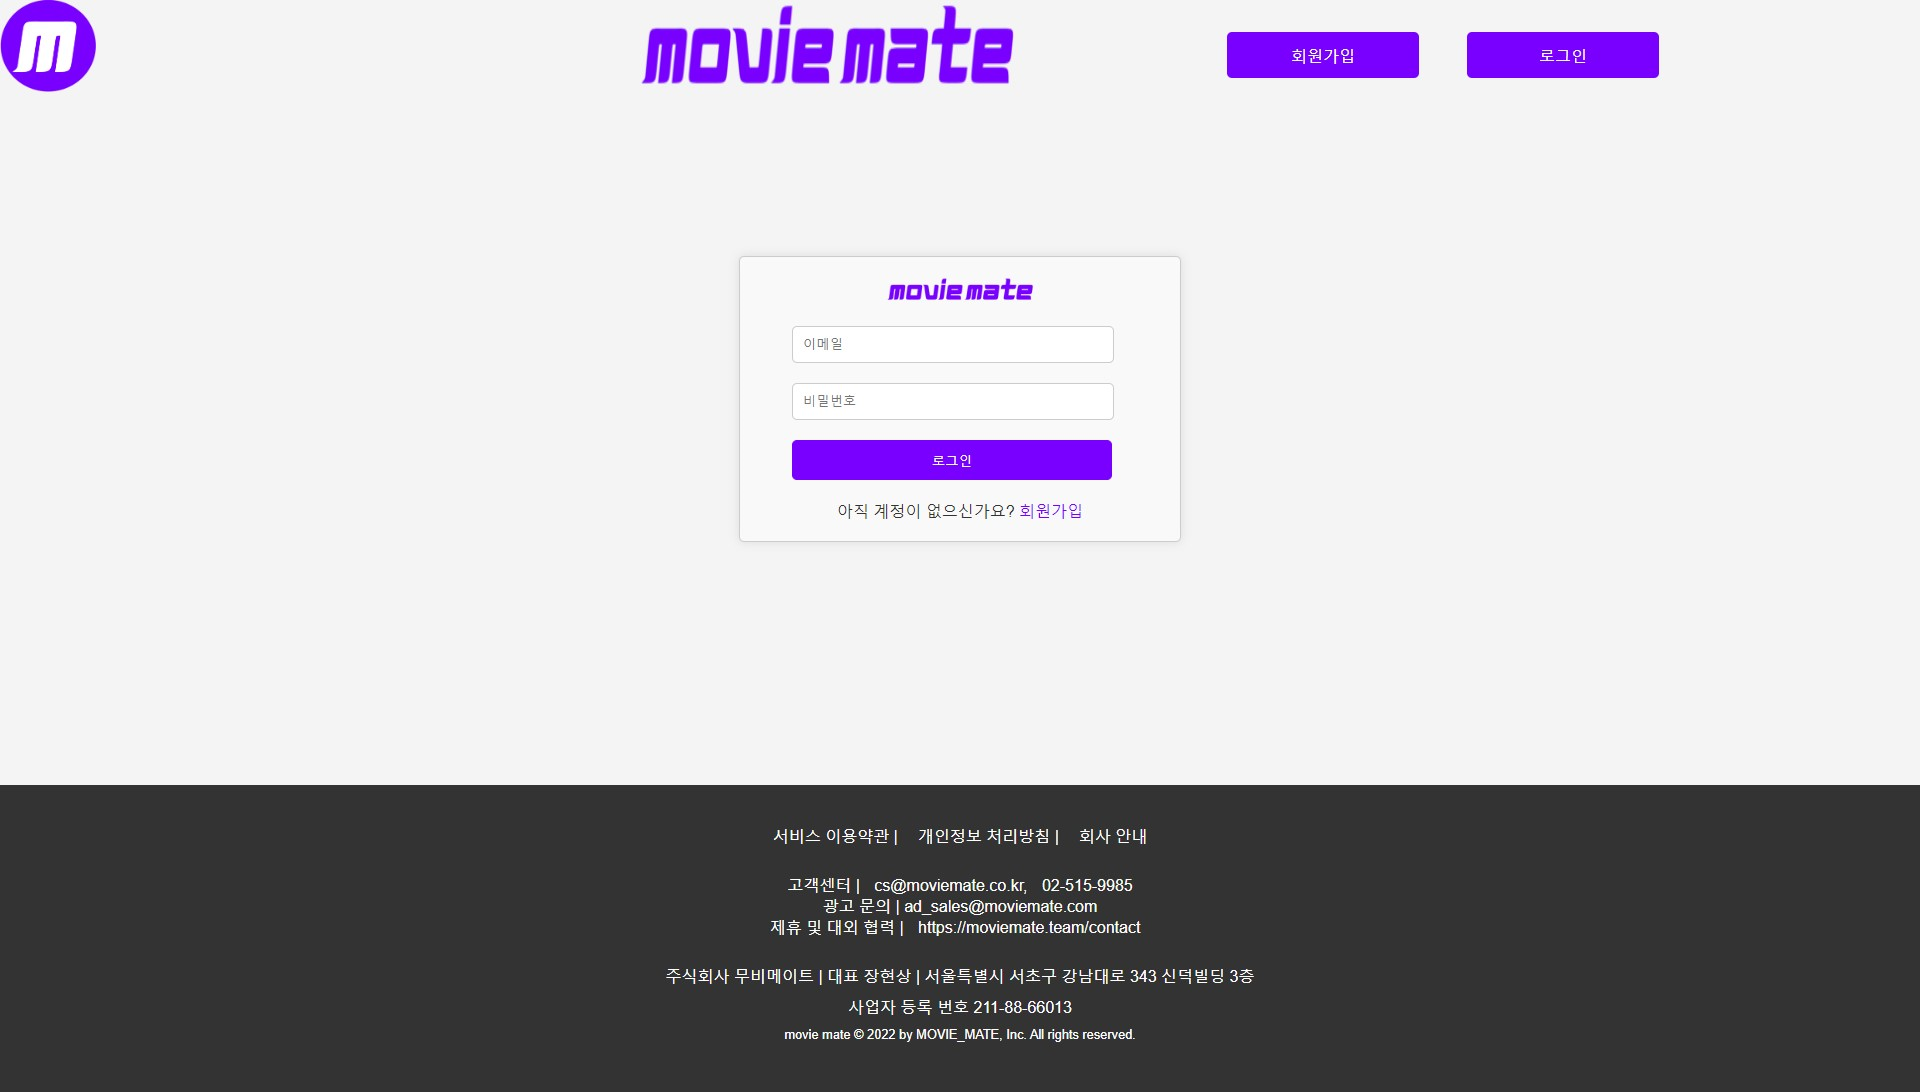 m
movie mate
회원가입
로그인
movie mate
이메일
비밀번호
로그인
아직 계정이 없으신가요? 회원가입
서비스 이용약관 | 개인정보 처리방침 | 회사 안내
고객센터 | cs@moviemate.co.kr, 02-515-9985
광고 문의 | ad_sales@moviemate.com
제휴 및 대외 협력 | https://moviemate.team/contact
주식회사 무비메이트 | 대표 장현상 | 서울특별시 서초구 강남대로 343 신덕빌딩 3층
사업자 등록 번호 211-88-66013
movie mate © 2022 by MOVIE_MATE, Inc. All rights reserved.